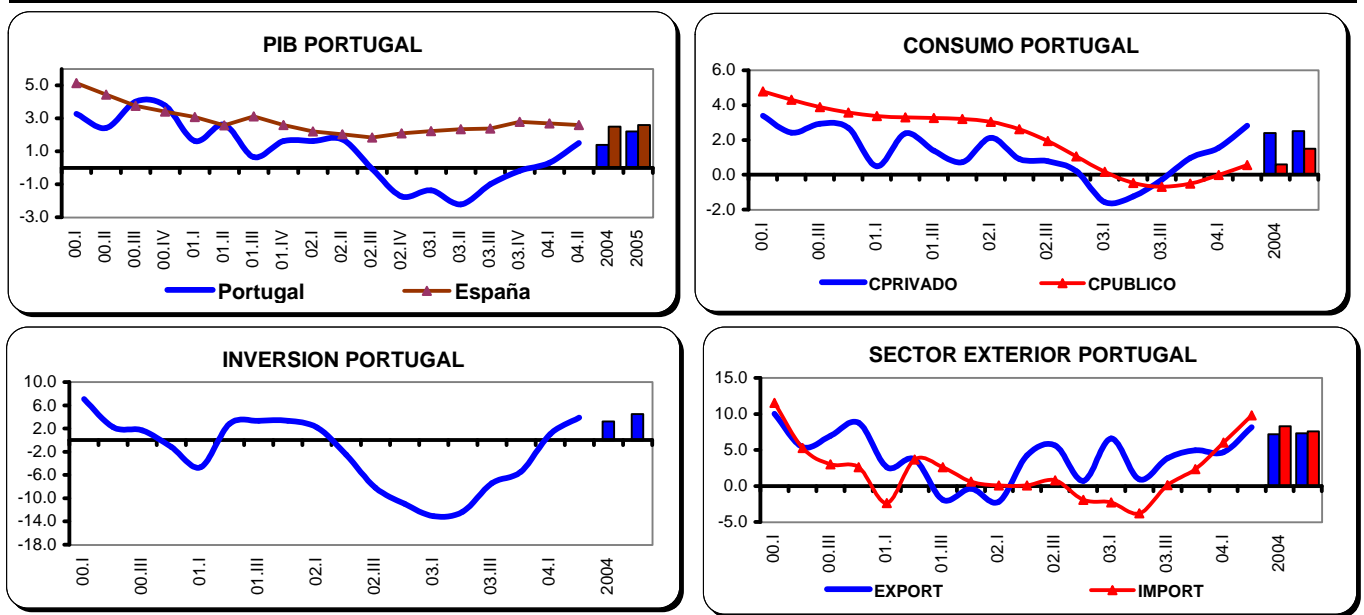 PIB PORTUGAL
5.0
3.0
1.0
-1.0
-3.0
00.I
00.II
00.III
00.IV
01.I
01.II
01.III
01.IV
02.I
02.II
02.III
02.IV
03.I
03.II
03.III
03.IV
04.I
04.II
2004
2005
Portugal
España
CONSUMO PORTUGAL
6.0
4.0
2.0
0.0
-2.0
00.I
00.III
01.I
01.III
02.I
02.III
03.I
03.III
04.I
2004
CPRIVADO
CPUBLICO
INVERSION PORTUGAL
10.0
6.0
2.0
-2.0
-6.0
-10.0
-14.0
-18.0
00.I
00.III
01.I
01.III
02.I
02.III
03.I
03.III
04.I
2004
SECTOR EXTERIOR PORTUGAL
15.0
10.0
5.0
0.0
-5.0
00.I
00.III
01.I
01.III
02.I
02.III
03.I
03.III
04.I
2004
EXPORT
IMPORT